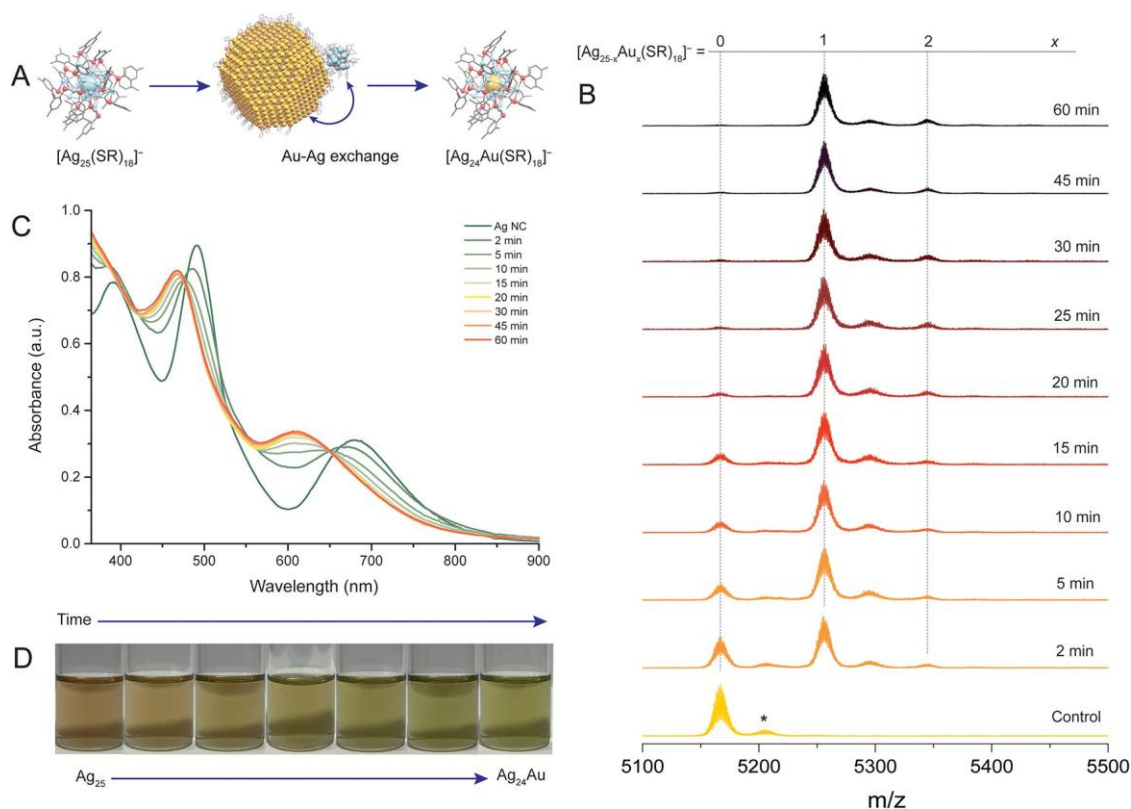 A
[Ag₂₅(SR)₁₈]⁻
Au-Ag exchange
[Ag₂₄Au(SR)₁₈]⁻
B
[Ag₂₅₋ₓAuₓ(SR)₁₈]⁻ = 0 1 2 x
60 min
45 min
30 min
25 min
20 min
15 min
10 min
5 min
2 min
*
Control
5100 5200 5300 5400 5500
m/z
C
1.0
0.8
0.6
0.4
0.2
0.0
Absorbance (a.u.)
Ag NC
2 min
5 min
10 min
15 min
20 min
30 min
45 min
60 min
400 500 600 700 800 900
Wavelength (nm)
Time
D
Ag₂₅
Ag₂₄Au